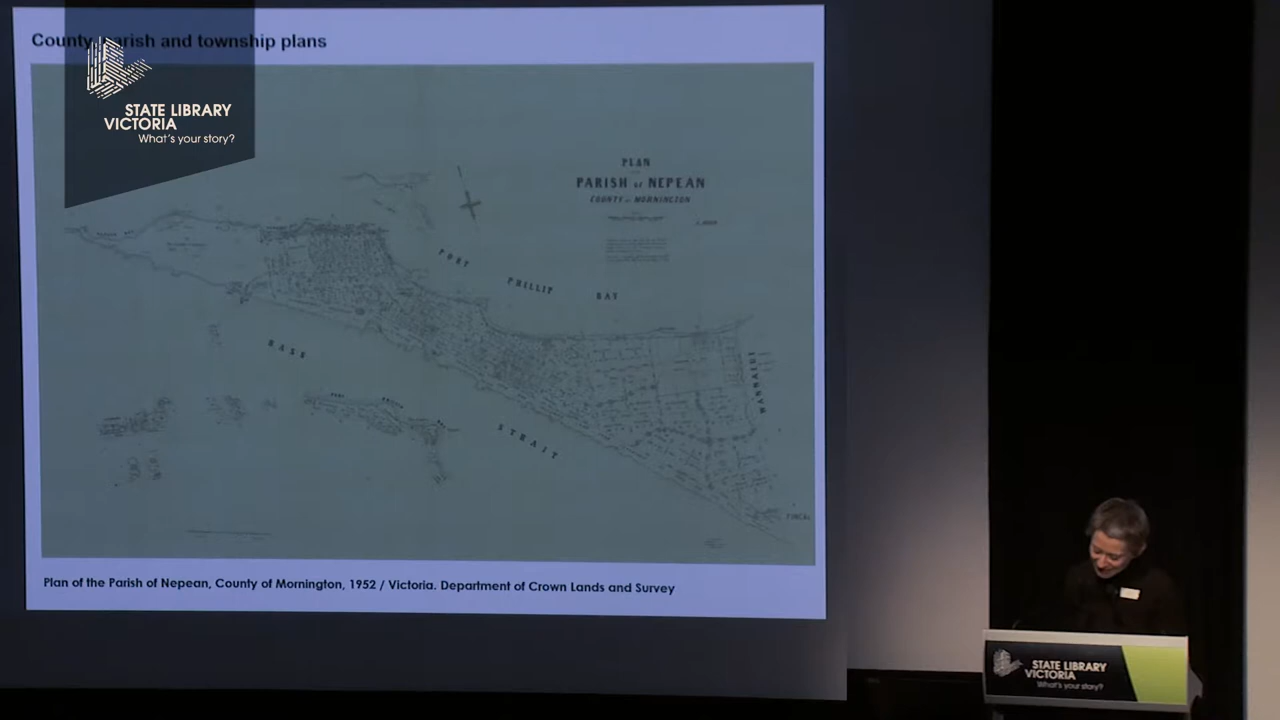 County, parish and township plans
STATE LIBRARY
VICTORIA
What's your story?
PLAN
PARISH of NEPEAN
COUNTY of MORNINGTON
PORT PHILLIP BAY
BASS STRAIT
WANNAEUE
FINGAL
Plan of the Parish of Nepean, County of Mornington, 1952 / Victoria. Department of Crown Lands and Survey
STATE LIBRARY
VICTORIA
What's your story?